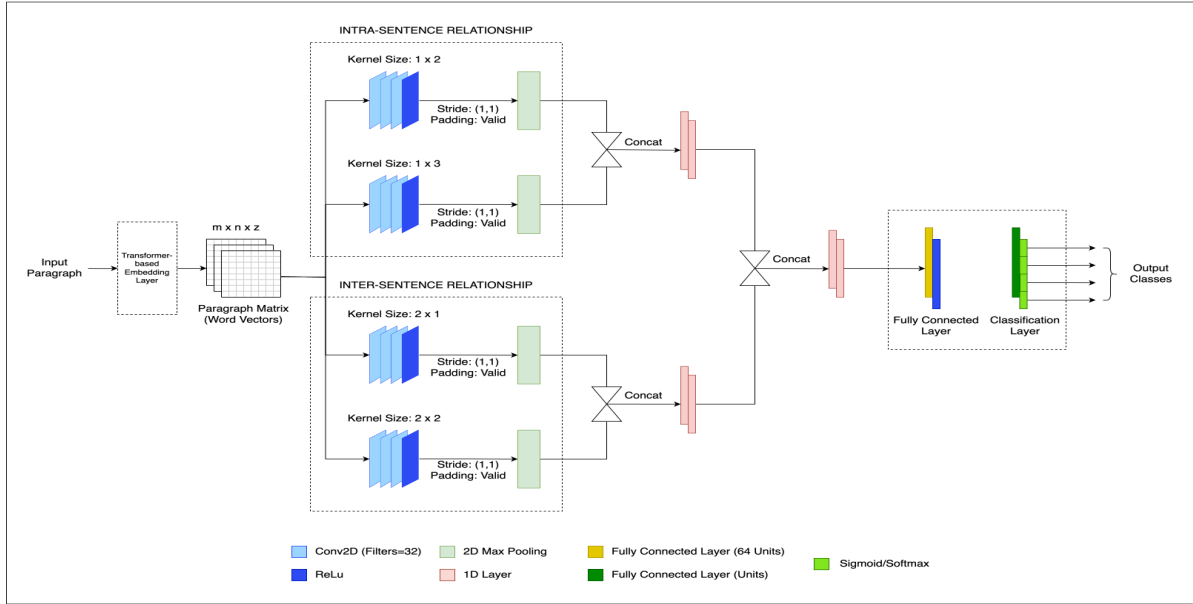 INTRA-SENTENCE RELATIONSHIP
Kernel Size: 1 x 2
Stride: (1,1)
Padding: Valid
Kernel Size: 1 x 3
Stride: (1,1)
Padding: Valid
Concat
Input
Paragraph
Transformer-
based
Embedding
Layer
m x n x z
Paragraph Matrix
(Word Vectors)
INTER-SENTENCE RELATIONSHIP
Kernel Size: 2 x 1
Stride: (1,1)
Padding: Valid
Kernel Size: 2 x 2
Stride: (1,1)
Padding: Valid
Concat
Concat
Fully Connected
Layer
Classification
Layer
Output
Classes
Conv2D (Filters=32)
2D Max Pooling
Fully Connected Layer (64 Units)
Sigmoid/Softmax
ReLu
1D Layer
Fully Connected Layer (Units)